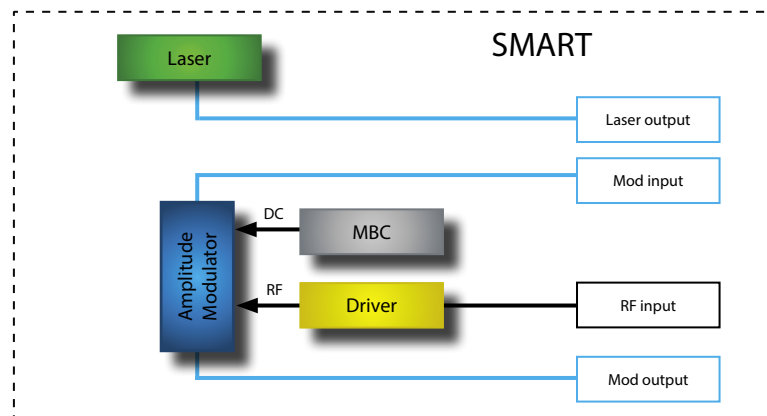 SMART
Laser
Laser output
Mod input
DC
MBC
Amplitude
Modulator
RF
Driver
RF input
Mod output